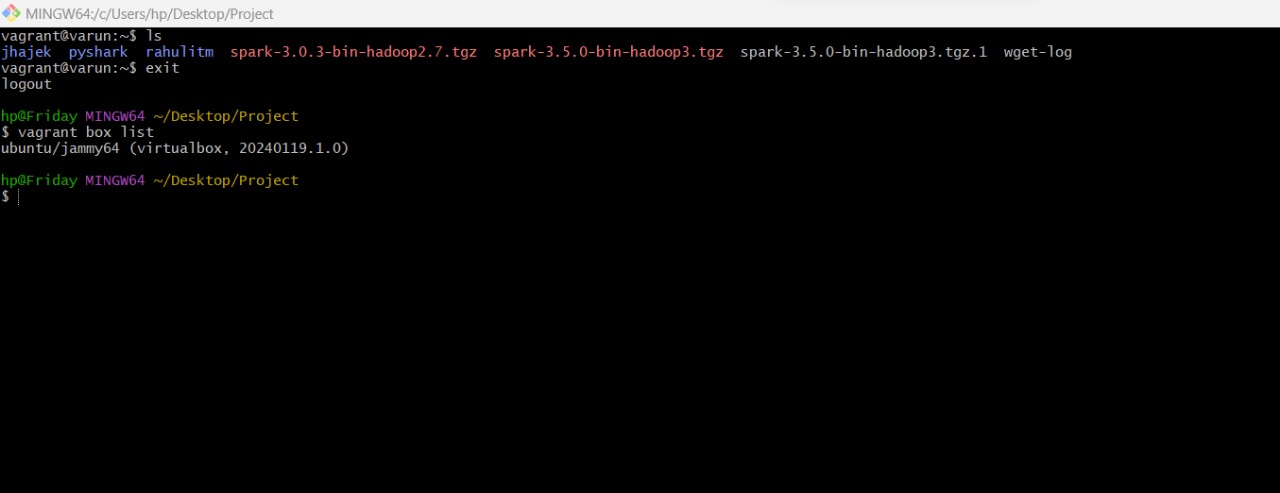 MINGW64:/c/Users/hp/Desktop/Project
vagrant@varun:~$ ls
jhajek  pyshark  rahulitm  spark-3.0.3-bin-hadoop2.7.tgz  spark-3.5.0-bin-hadoop3.tgz  spark-3.5.0-bin-hadoop3.tgz.1  wget-log
vagrant@varun:~$ exit
logout
hp@Friday MINGW64 ~/Desktop/Project
$ vagrant box list
ubuntu/jammy64 (virtualbox, 20240119.1.0)
hp@Friday MINGW64 ~/Desktop/Project
$